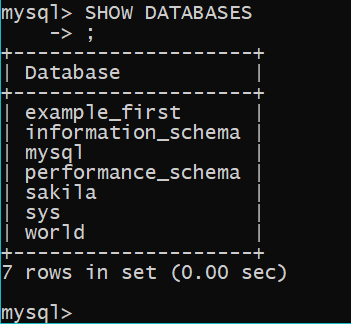 mysql> SHOW DATABASES
    -> ;
+--------------------+
| Database           |
+--------------------+
| example_first      |
| information_schema |
| mysql              |
| performance_schema |
| sakila             |
| sys                |
| world              |
+--------------------+
7 rows in set (0.00 sec)

mysql>